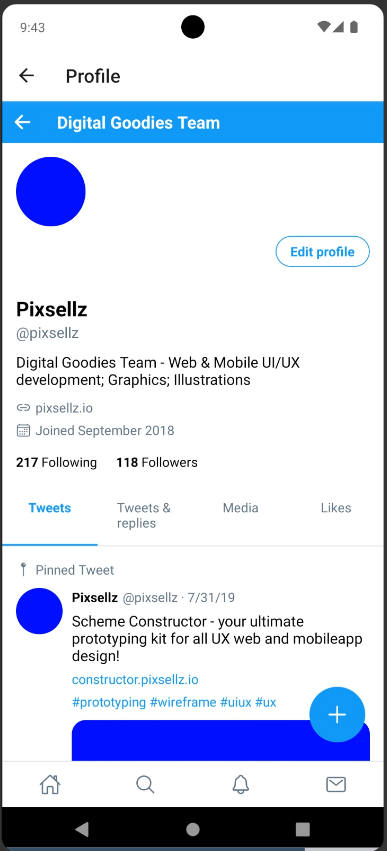 9:43
Profile
Digital Goodies Team
Edit profile
Pixsellz
@pixsellz
Digital Goodies Team - Web & Mobile UI/UX
development; Graphics; Illustrations
pixsellz.io
Joined September 2018
217 Following 118 Followers
Tweets Tweets & replies Media Likes
Pinned Tweet
Pixsellz @pixsellz · 7/31/19
Scheme Constructor - your ultimate
prototyping kit for all UX web and mobileapp
design!
constructor.pixsellz.io
#prototyping #wireframe #uiux #ux